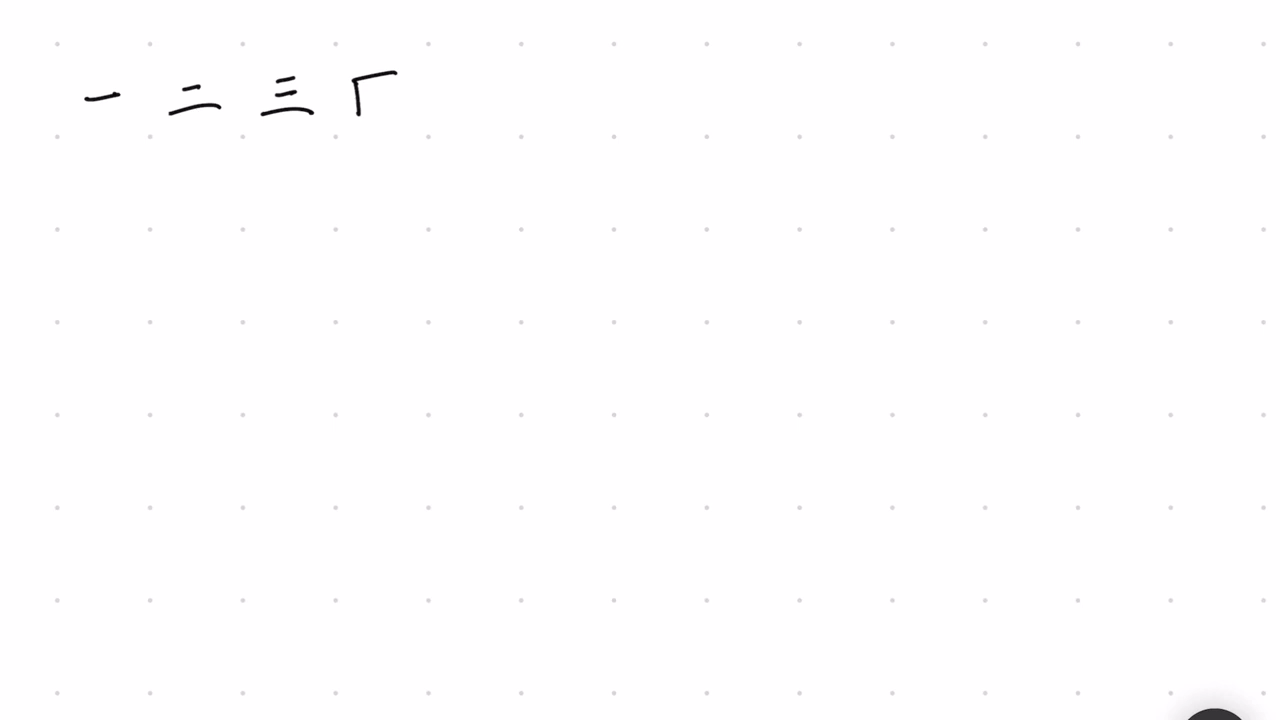 一 二 三